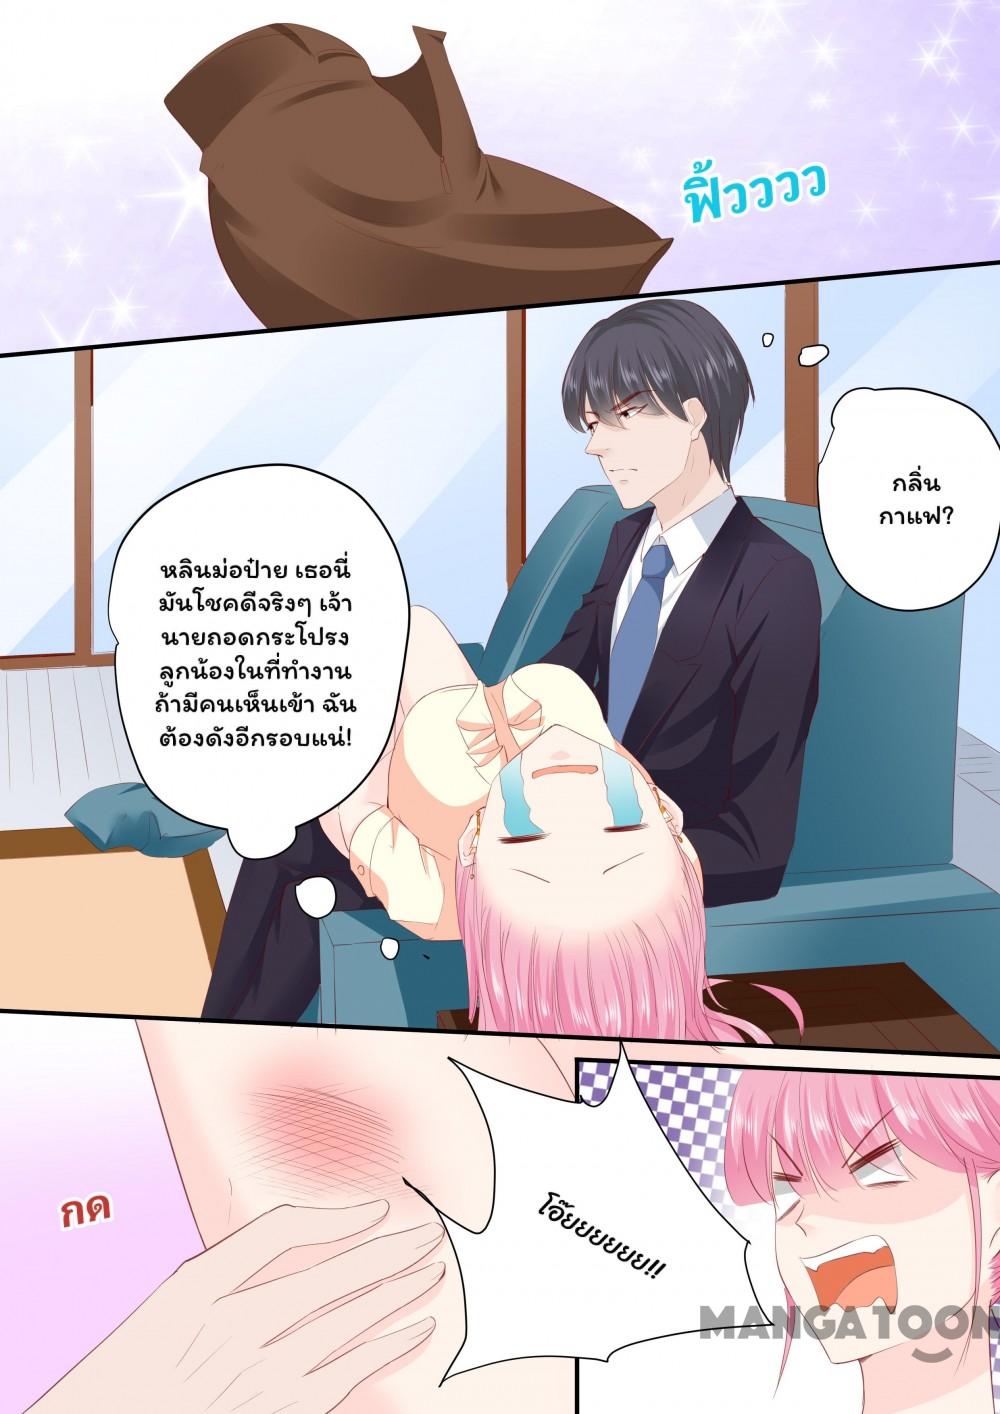 ฟิ้วววว
กลิ่น
กาแฟ?
หลินม่อป๋าย เธอนี่
มันโชคดีจริงๆ เจ้า
นายถอดกระโปรง
ลูกน้องในที่ทำงาน
ถ้ามีคนเห็นเข้า ฉัน
ต้องดังอีกรอบแน่!
กด
โอ๊ยยยยยย!!
MANGATOON